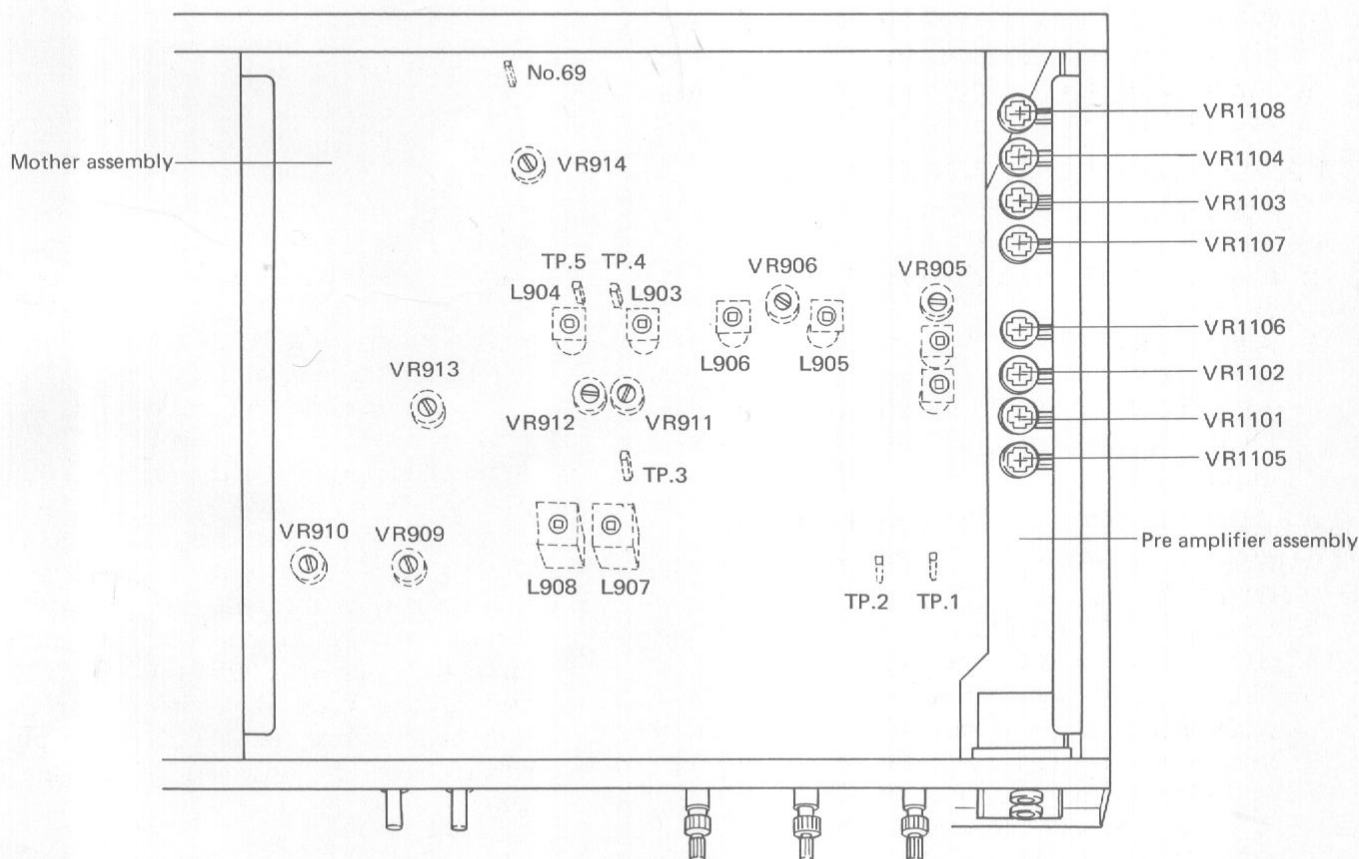 No.69
VR1108
Mother assembly
VR914
VR1104
VR1103
VR1107
TP.5 TP.4
VR906
VR905
L904
L903
VR1106
L906
L905
VR913
VR1102
VR912
VR911
VR1101
TP.3
VR1105
VR910
VR909
Pre amplifier assembly
L908
L907
TP.2
TP.1